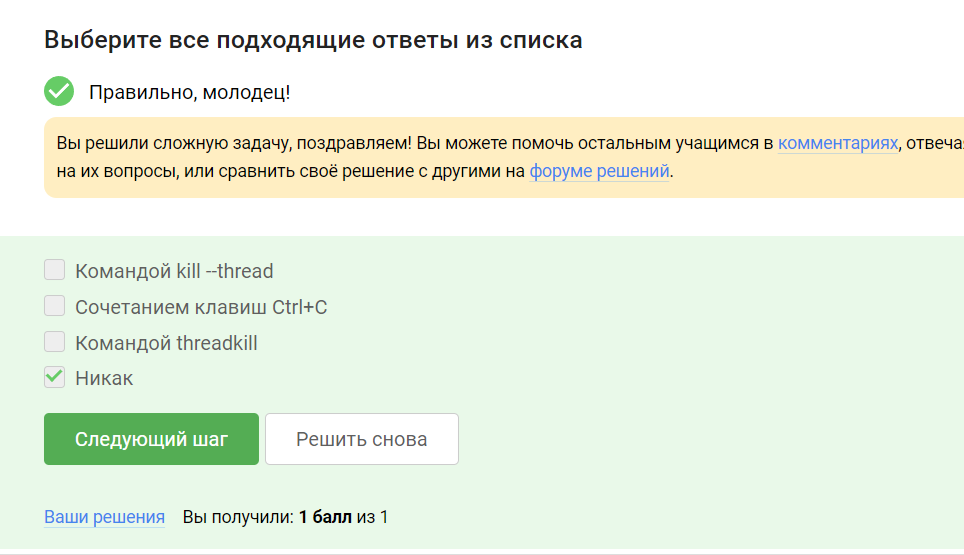 Выберите все подходящие ответы из списка
Правильно, молодец!
Вы решили сложную задачу, поздравляем! Вы можете помочь остальным учащимся в комментариях, отвеча
на их вопросы, или сравнить своё решение с другими на форуме решений.
Командой kill --thread
Сочетанием клавиш Ctrl+C
Командой threadkill
Никак
Следующий шаг Решить снова
Ваши решения Вы получили: 1 балл из 1